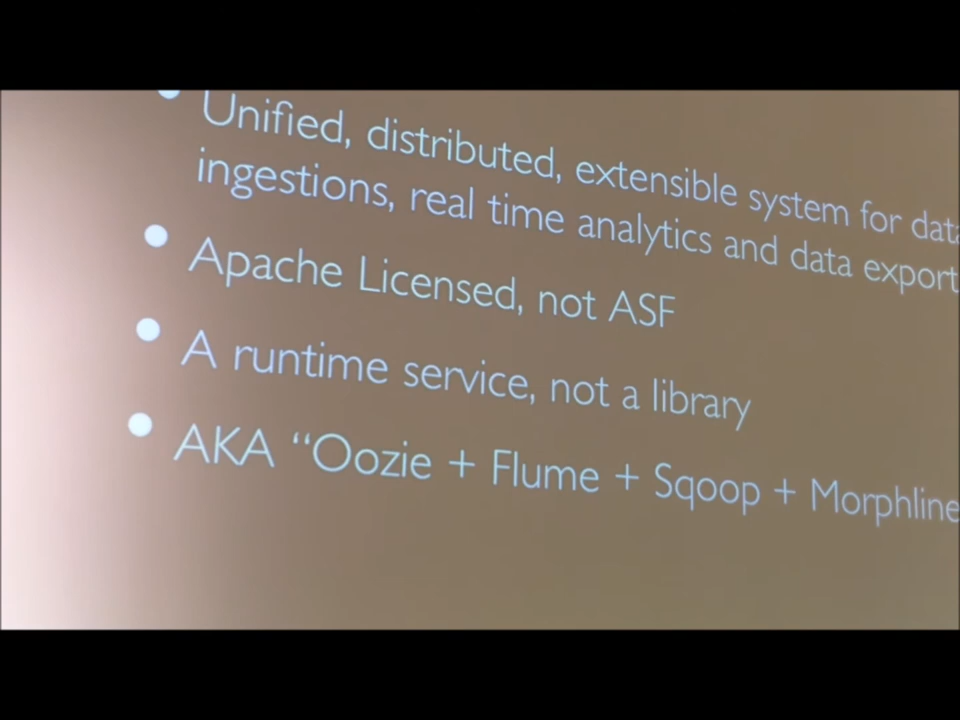 Unified, distributed, extensible system for data
ingestions, real time analytics and data export
Apache Licensed, not ASF
A runtime service, not a library
AKA “Oozie + Flume + Sqoop + Morphline